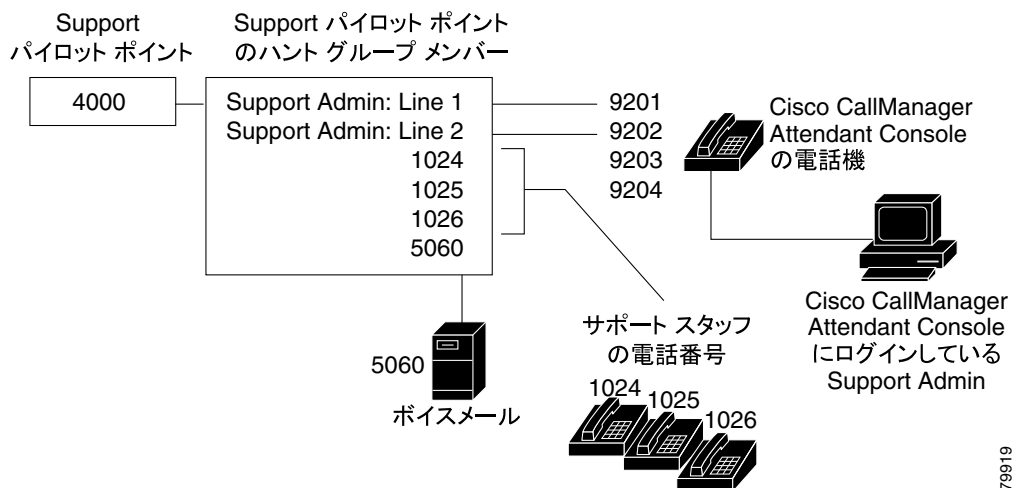 Support
パイロット ポイント
Support パイロット ポイント
のハント グループ メンバー
4000
Support Admin: Line 1
Support Admin: Line 2
1024
1025
1026
5060
9201
9202
9203
9204
Cisco CallManager
Attendant Console
の電話機
Cisco CallManager
Attendant Console
にログインしている
Support Admin
サポート スタッフ
の電話番号
1024
1025
1026
5060
ボイスメール
79919